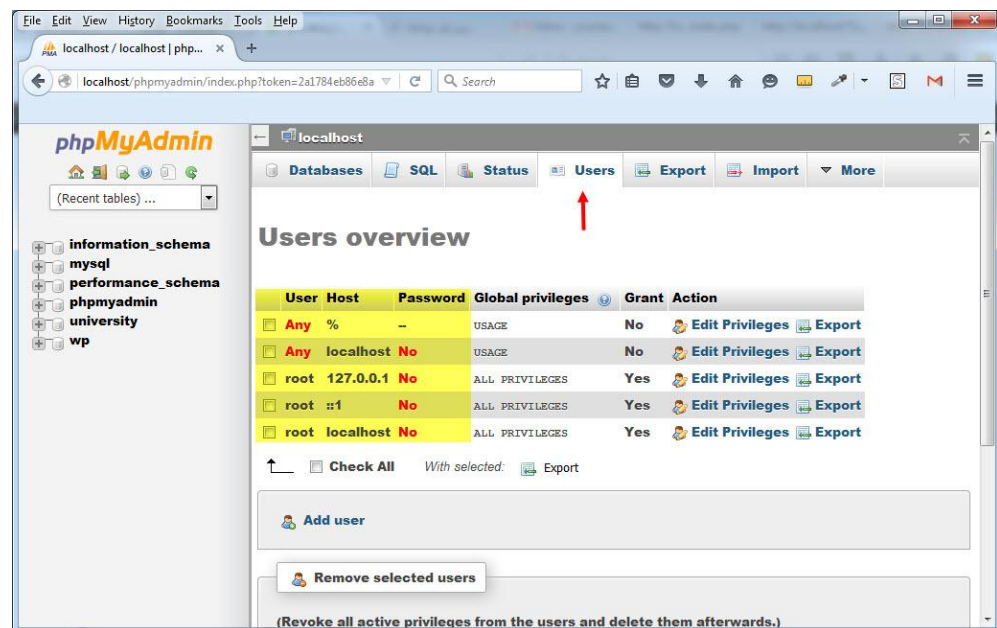 File Edit View History Bookmarks Tools Help
localhost / localhost | php... × +
localhost/phpmyadmin/index.php?token=2a1784eb86e8a Search
phpMyAdmin
(Recent tables) ...
information_schema
mysql
performance_schema
phpmyadmin
university
wp
localhost
Databases SQL Status Users Export Import More
Users overview
User Host Password Global privileges Grant Action
Any % -- USAGE No Edit Privileges Export
Any localhost No USAGE No Edit Privileges Export
root 127.0.0.1 No ALL PRIVILEGES Yes Edit Privileges Export
root ::1 No ALL PRIVILEGES Yes Edit Privileges Export
root localhost No ALL PRIVILEGES Yes Edit Privileges Export
Check All With selected: Export
Add user
Remove selected users
(Revoke all active privileges from the users and delete them afterwards.)